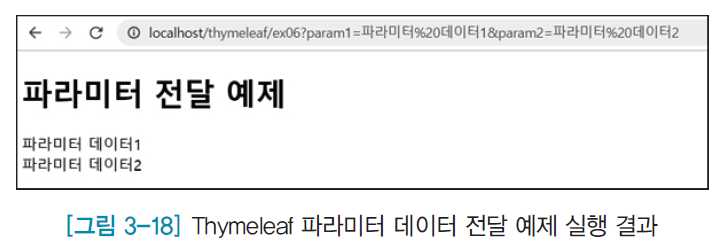 localhost/thymeleaf/ex06?param1=파라미터%20데이터1&param2=파라미터%20데이터2
파라미터 전달 예제
파라미터 데이터1
파라미터 데이터2
[그림 3-18] Thymeleaf 파라미터 데이터 전달 예제 실행 결과